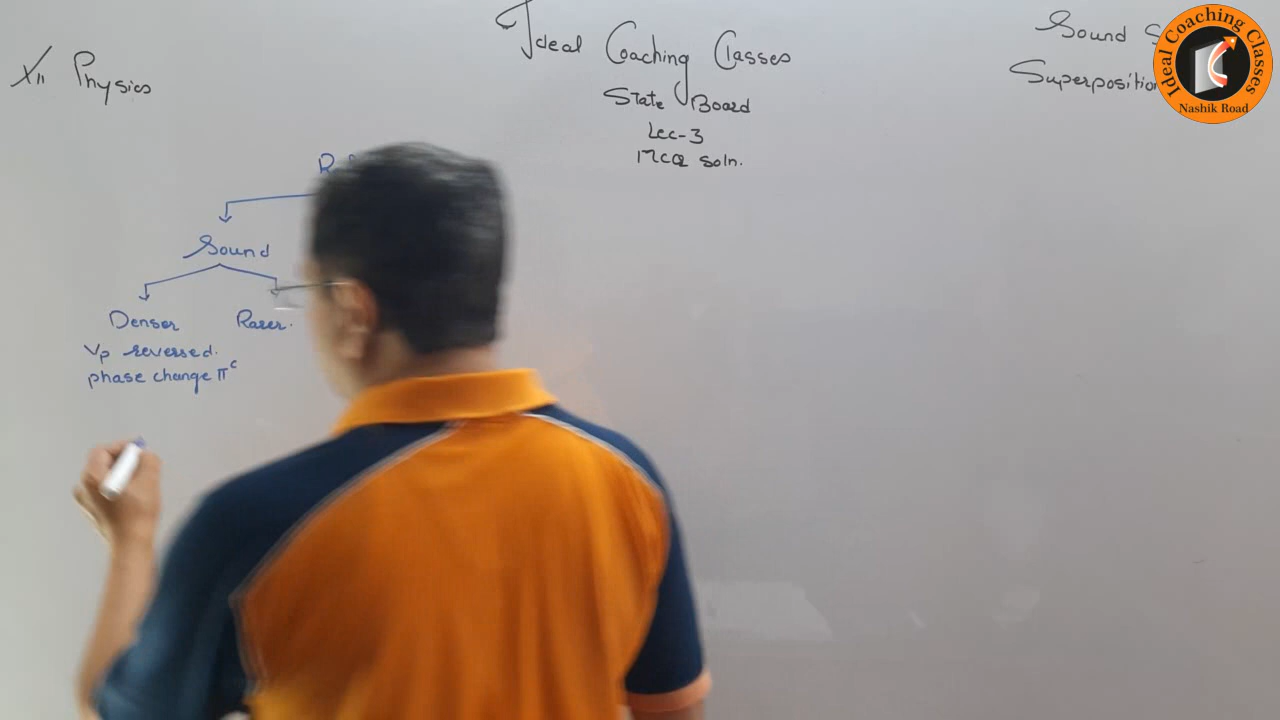 XII Physics
Ideal Coaching Classes
State Board
Lec-3
MCQ soln.
Sound
Superposition
Sound
Denser
Rarer.
Vp reversed.
phase change πᶜ
Ideal Coaching Classes
Nashik Road